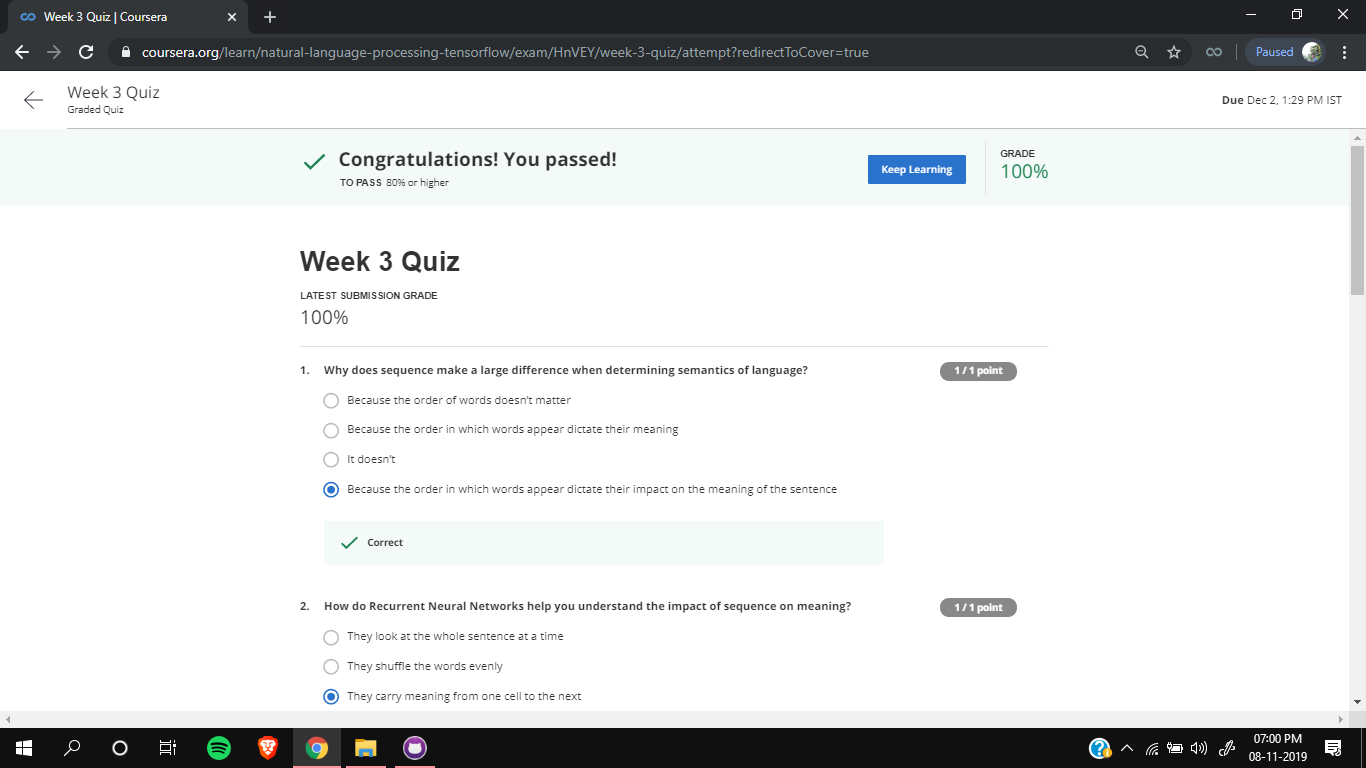 Week 3 Quiz | Coursera
coursera.org/learn/natural-language-processing-tensorflow/exam/HnVEY/week-3-quiz/attempt?redirectToCover=true
Paused
Week 3 Quiz
Graded Quiz
Due Dec 2, 1:29 PM IST
Congratulations! You passed!
TO PASS 80% or higher
Keep Learning
GRADE
100%
Week 3 Quiz
LATEST SUBMISSION GRADE
100%
1. Why does sequence make a large difference when determining semantics of language?
1 / 1 point
Because the order of words doesn't matter
Because the order in which words appear dictate their meaning
It doesn't
Because the order in which words appear dictate their impact on the meaning of the sentence
Correct
2. How do Recurrent Neural Networks help you understand the impact of sequence on meaning?
1 / 1 point
They look at the whole sentence at a time
They shuffle the words evenly
They carry meaning from one cell to the next
07:00 PM
08-11-2019